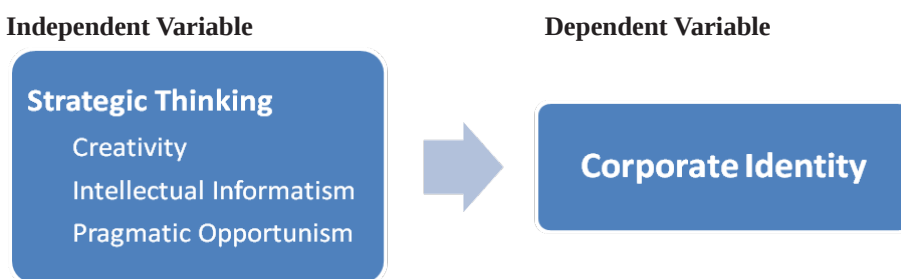 Independent Variable
Dependent Variable
Strategic Thinking
Creativity
Intellectual Informatism
Pragmatic Opportunism
Corporate Identity